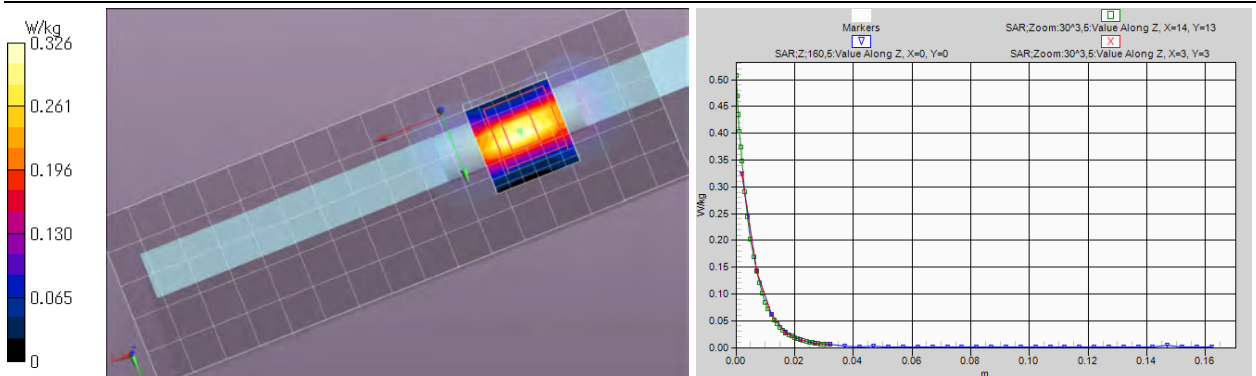 W/kg
0.326
0.261
0.196
0.130
0.065
0
Markers
SAR;Zoom:30^3,5:Value Along Z, X=14, Y=13
SAR;Z;160,5:Value Along Z, X=0, Y=0
SAR;Zoom:30^3,5:Value Along Z, X=3, Y=3
W/kg
0.50
0.45
0.40
0.35
0.30
0.25
0.20
0.15
0.10
0.05
0.00
0.00 0.02 0.04 0.06 0.08 0.10 0.12 0.14 0.16
m